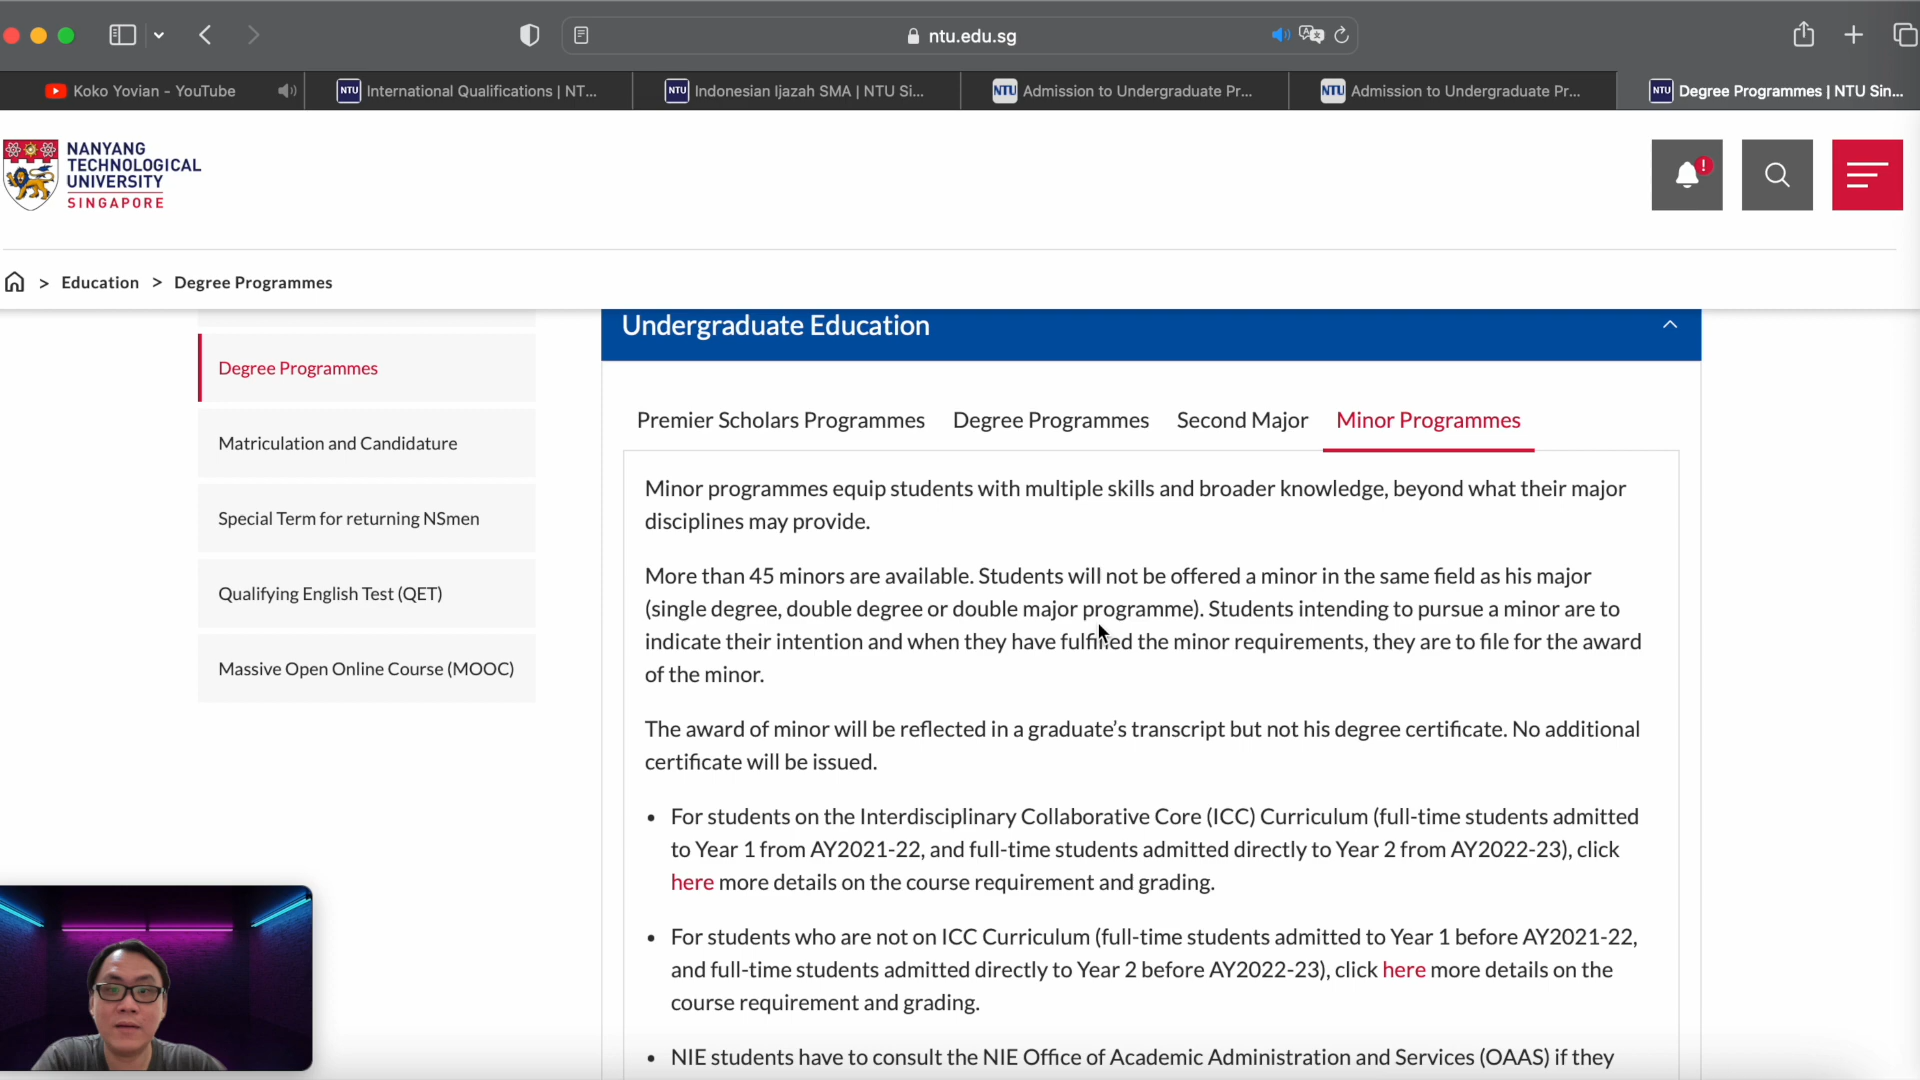 ntu.edu.sg
Koko Yovian - YouTube
NTU International Qualifications | NT...
NTU Indonesian Ijazah SMA | NTU Si...
NTU Admission to Undergraduate Pr...
NTU Admission to Undergraduate Pr...
NTU Degree Programmes | NTU Sin...
NANYANG
TECHNOLOGICAL
UNIVERSITY
SINGAPORE
> Education > Degree Programmes
Undergraduate Education
Degree Programmes
Matriculation and Candidature
Special Term for returning NSmen
Qualifying English Test (QET)
Massive Open Online Course (MOOC)
Premier Scholars Programmes Degree Programmes Second Major Minor Programmes
Minor programmes equip students with multiple skills and broader knowledge, beyond what their major
disciplines may provide.
More than 45 minors are available. Students will not be offered a minor in the same field as his major
(single degree, double degree or double major programme). Students intending to pursue a minor are to
indicate their intention and when they have fulfilled the minor requirements, they are to file for the award
of the minor.
The award of minor will be reflected in a graduate’s transcript but not his degree certificate. No additional
certificate will be issued.
• For students on the Interdisciplinary Collaborative Core (ICC) Curriculum (full-time students admitted
to Year 1 from AY2021-22, and full-time students admitted directly to Year 2 from AY2022-23), click
here more details on the course requirement and grading.
• For students who are not on ICC Curriculum (full-time students admitted to Year 1 before AY2021-22,
and full-time students admitted directly to Year 2 before AY2022-23), click here more details on the
course requirement and grading.
• NIE students have to consult the NIE Office of Academic Administration and Services (OAAS) if they